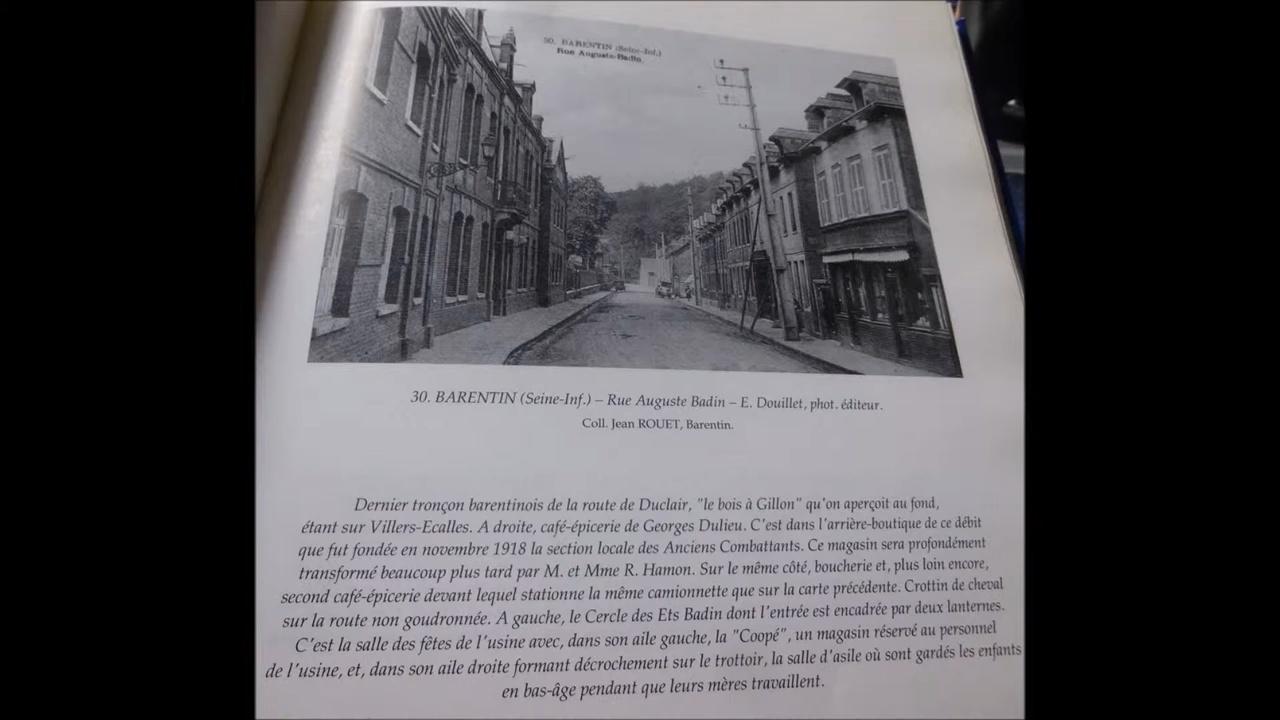 30. BARENTIN (Seine-Inf.)
Rue Auguste-Badin.
30. BARENTIN (Seine-Inf.) – Rue Auguste Badin – E. Douillet, phot. éditeur.
Coll. Jean ROUET, Barentin.
Dernier tronçon barentinois de la route de Duclair, "le bois à Gillon" qu'on aperçoit au fond,
étant sur Villers-Ecalles. A droite, café-épicerie de Georges Dulieu. C'est dans l'arrière-boutique de ce débit
que fut fondée en novembre 1918 la section locale des Anciens Combattants. Ce magasin sera profondément
transformé beaucoup plus tard par M. et Mme R. Hamon. Sur le même côté, boucherie et, plus loin encore,
second café-épicerie devant lequel stationne la même camionnette que sur la carte précédente. Crottin de cheval
sur la route non goudronnée. A gauche, le Cercle des Ets Badin dont l'entrée est encadrée par deux lanternes.
C'est la salle des fêtes de l'usine avec, dans son aile gauche, la "Coopé", un magasin réservé au personnel
de l'usine, et, dans son aile droite formant décrochement sur le trottoir, la salle d'asile où sont gardés les enfants
en bas-âge pendant que leurs mères travaillent.